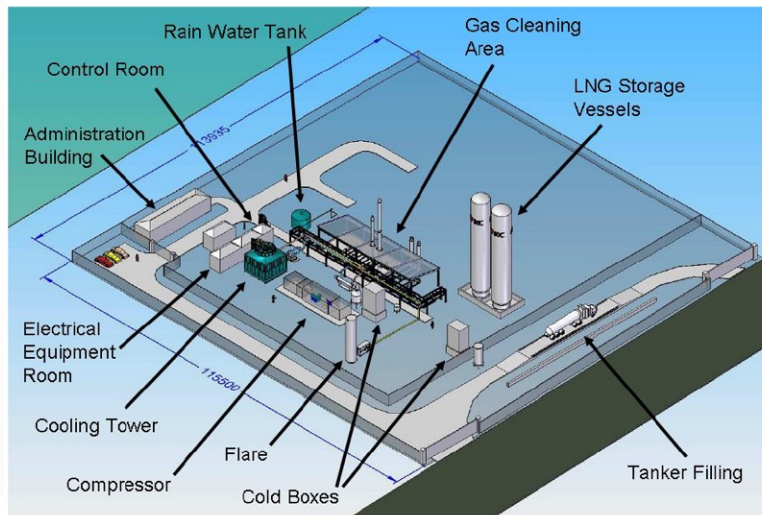 Rain Water Tank
Gas Cleaning
Area
Control Room
LNG Storage
Vessels
113935
Administration
Building
Electrical
Equipment
Room
115500
Cooling Tower
Flare
Tanker Filling
Compressor
Cold Boxes